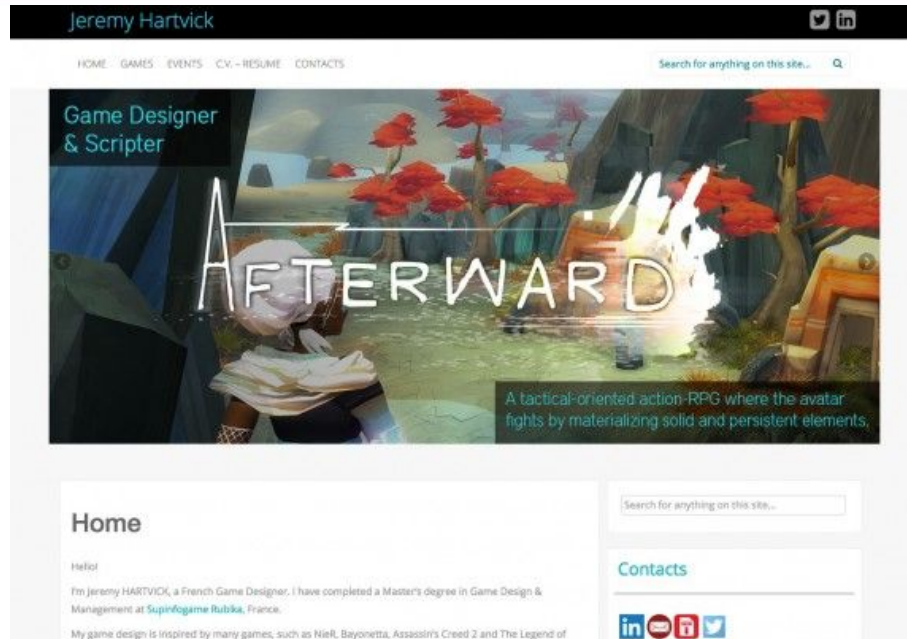 Jeremy Hartvick
HOME GAMES EVENTS C.V. – RESUME CONTACTS
Search for anything on this site...
Game Designer
& Scripter
AFTERWARD
A tactical-oriented action-RPG where the avatar
fights by materializing solid and persistent elements.
Home
Search for anything on this site...
Hello!
I'm Jeremy HARTVICK, a French Game Designer. I have completed a Master's degree in Game Design &
Management at Supinfogame Rubika, France.
My game design is inspired by many games, such as NieR, Bayonetta, Assassin's Creed 2 and The Legend of
Contacts
in